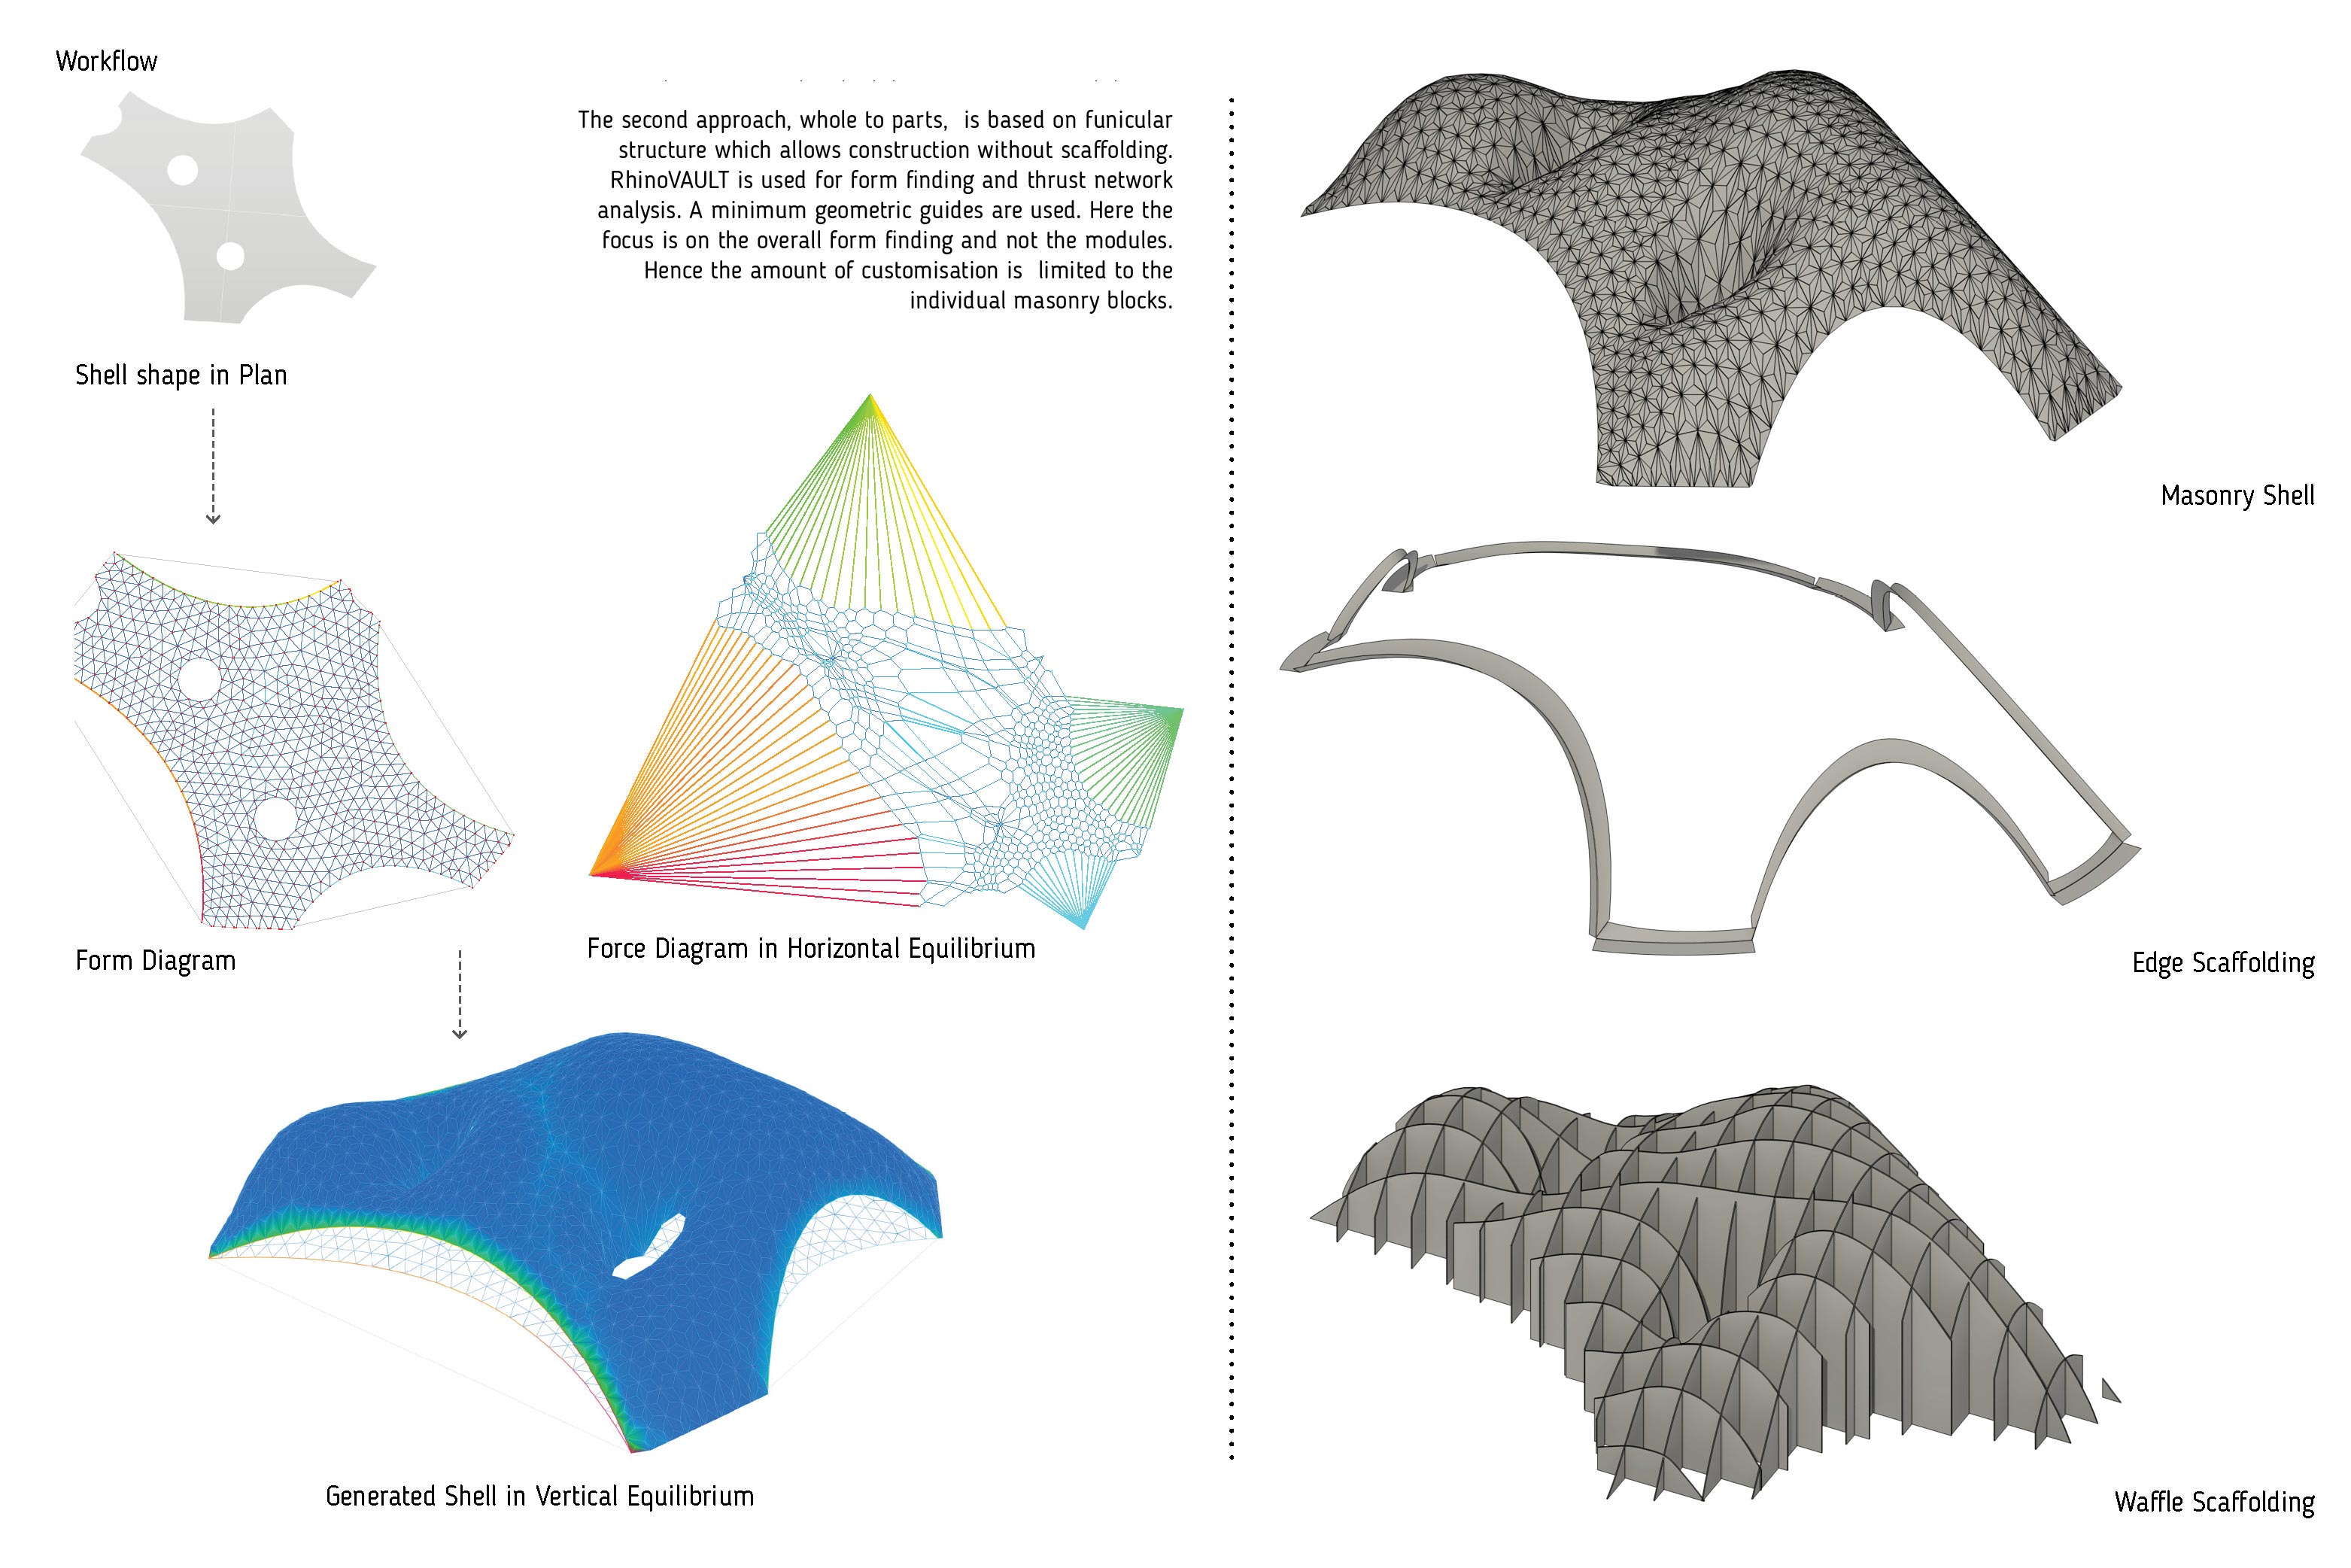 Workflow
The second approach, whole to parts,  is based on funicular
structure which allows construction without scaffolding.
RhinoVAULT is used for form finding and thrust network
analysis. A minimum geometric guides are used. Here the
focus is on the overall form finding and not the modules.
Hence the amount of customisation is  limited to the
individual masonry blocks.
Shell shape in Plan
Form Diagram
Force Diagram in Horizontal Equilibrium
Generated Shell in Vertical Equilibrium
Masonry Shell
Edge Scaffolding
Waffle Scaffolding